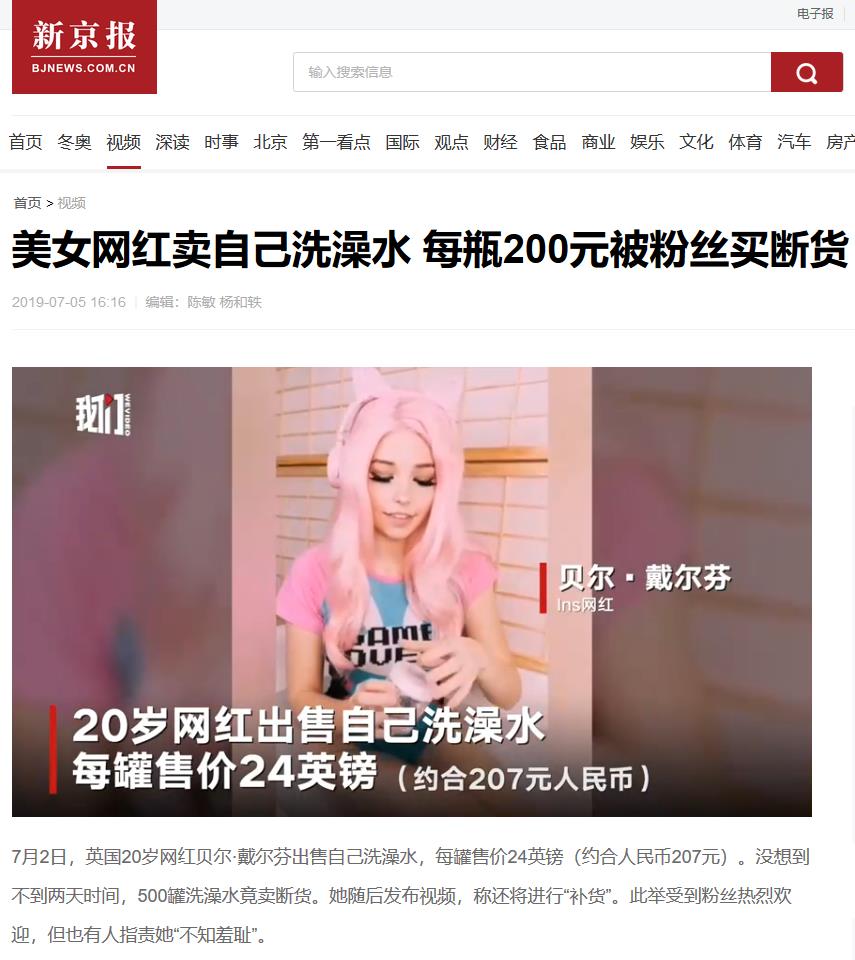 电子报
新京报
BJNEWS.COM.CN
输入搜索信息
首页 冬奥 视频 深读 时事 北京 第一看点 国际 观点 财经 食品 商业 娱乐 文化 体育 汽车 房产
首页 > 视频
美女网红卖自己洗澡水 每瓶200元被粉丝买断货
2019-07-05 16:16 编辑：陈敏 杨和轶
我们
WEVIDEO
贝尔·戴尔芬
Ins网红
GAME
OVE
20岁网红出售自己洗澡水
每罐售价24英镑（约合207元人民币）
7月2日，英国20岁网红贝尔·戴尔芬出售自己洗澡水，每罐售价24英镑（约合人民币207元）。没想到
不到两天时间，500罐洗澡水竟卖断货。她随后发布视频，称还将进行“补货”。此举受到粉丝热烈欢
迎，但也有人指责她“不知羞耻”。